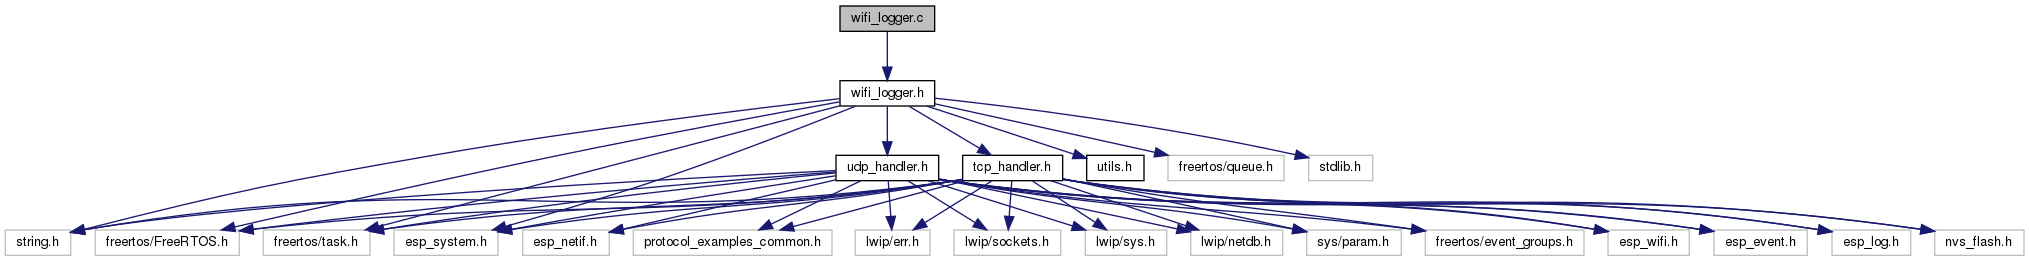 wifi_logger.c
wifi_logger.h
udp_handler.h
tcp_handler.h
utils.h
freertos/queue.h
stdlib.h
string.h
freertos/FreeRTOS.h
freertos/task.h
esp_system.h
esp_netif.h
protocol_examples_common.h
lwip/err.h
lwip/sockets.h
lwip/sys.h
lwip/netdb.h
sys/param.h
freertos/event_groups.h
esp_wifi.h
esp_event.h
esp_log.h
nvs_flash.h